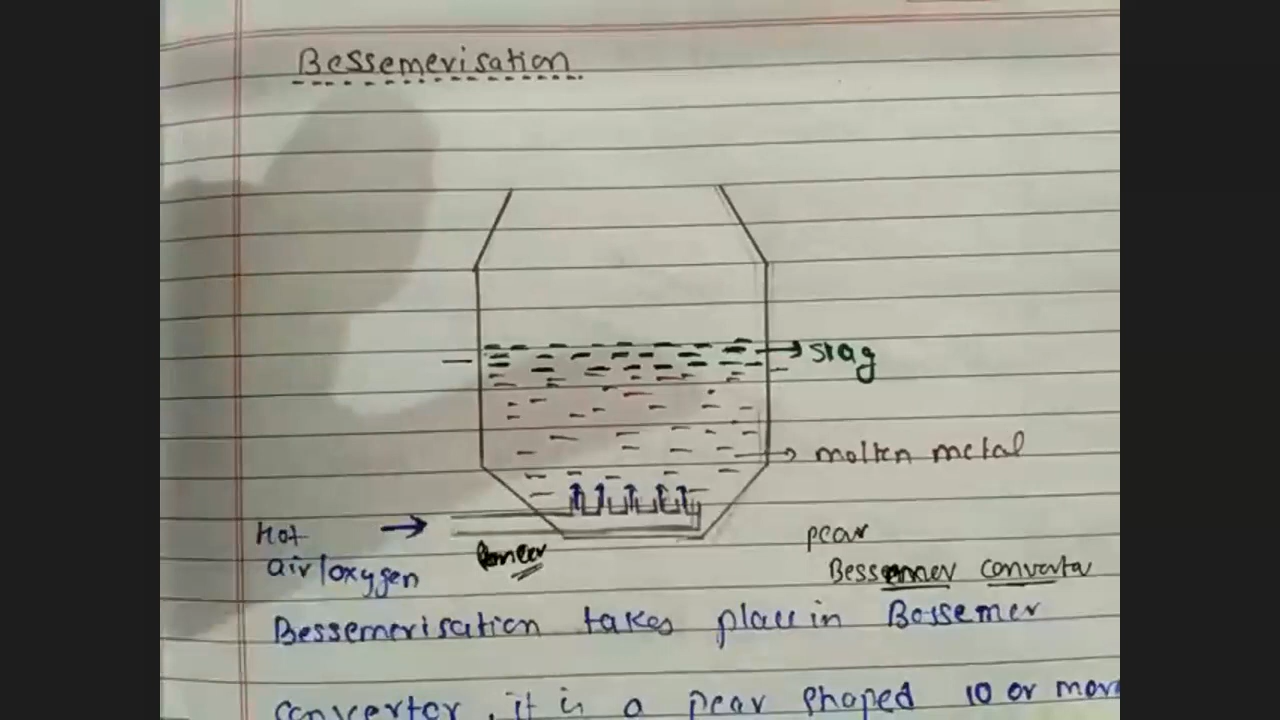 Bessemerisation
slag
molten metal
Hot
air/oxygen
pear
Bessemer converter
Bessemerisation takes place in Bessemer
convertor, it is a pear shaped 10 or more